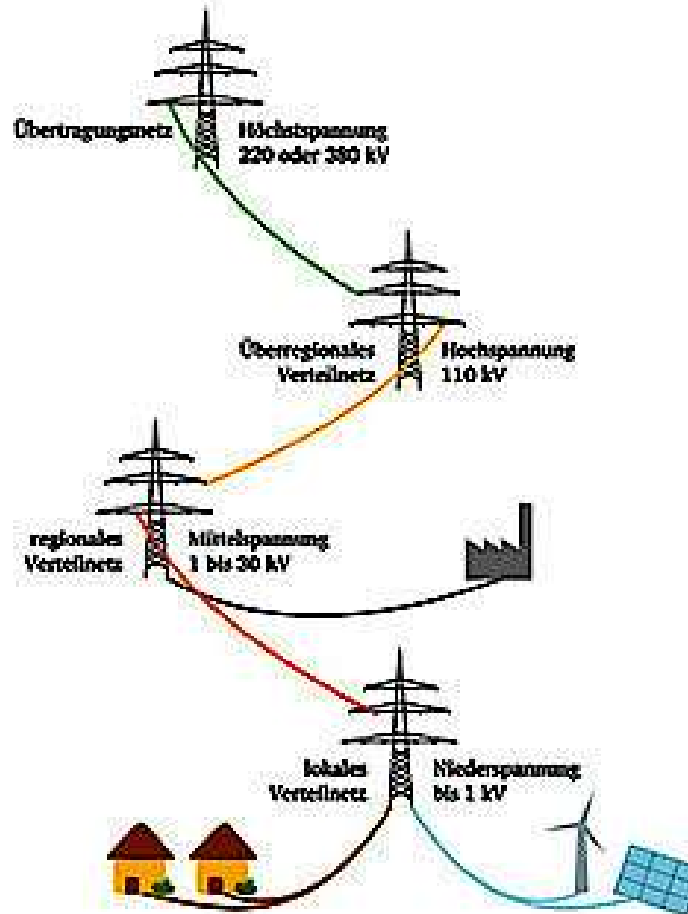 Übertragungsnetz
Höchstspannung
220 oder 380 kV
Überregionales
Verteilnetz
Hochspannung
110 kV
regionales
Verteilnetz
Mittelspannung
1 bis 30 kV
lokales
Verteilnetz
Niederspannung
bis 1 kV